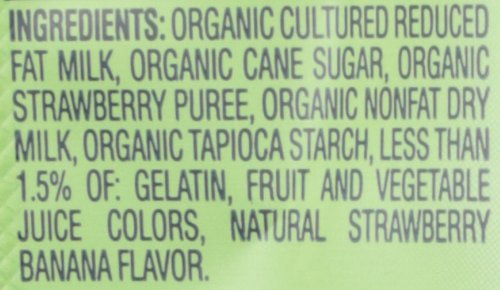 INGREDIENTS: ORGANIC CULTURED REDUCED
FAT MILK, ORGANIC CANE SUGAR, ORGANIC
STRAWBERRY PUREE, ORGANIC NONFAT DRY
MILK, ORGANIC TAPIOCA STARCH, LESS THAN
1.5% OF: GELATIN, FRUIT AND VEGETABLE
JUICE COLORS, NATURAL STRAWBERRY
BANANA FLAVOR.